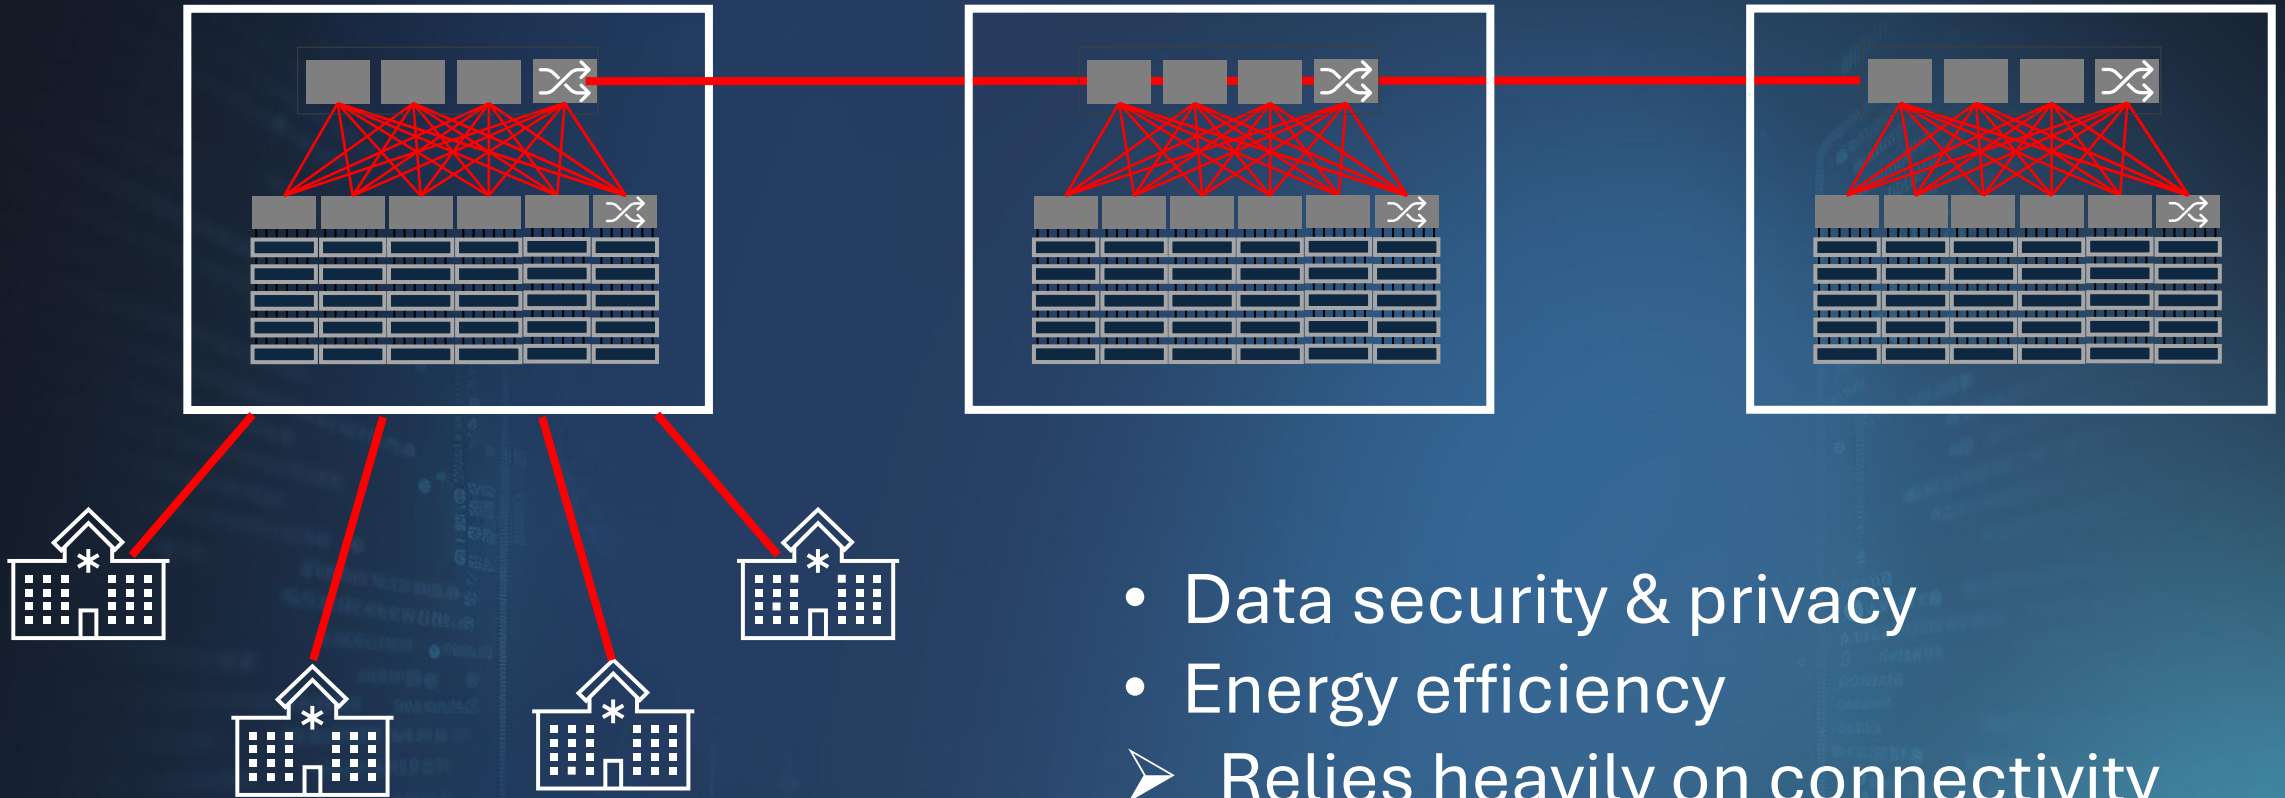 • Data security & privacy
• Energy efficiency
➢ Relies heavily on connectivity